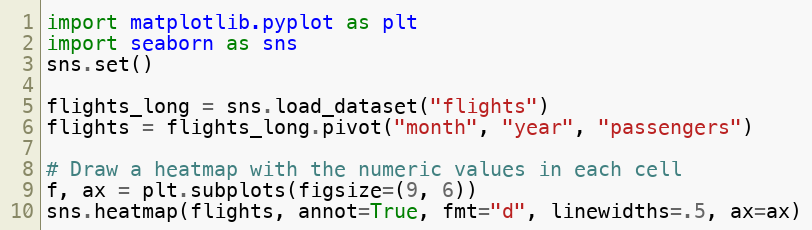 1 import matplotlib.pyplot as plt
2 import seaborn as sns
3 sns.set()
4
5 flights_long = sns.load_dataset("flights")
6 flights = flights_long.pivot("month", "year", "passengers")
7
8 # Draw a heatmap with the numeric values in each cell
9 f, ax = plt.subplots(figsize=(9, 6))
10 sns.heatmap(flights, annot=True, fmt="d", linewidths=.5, ax=ax)